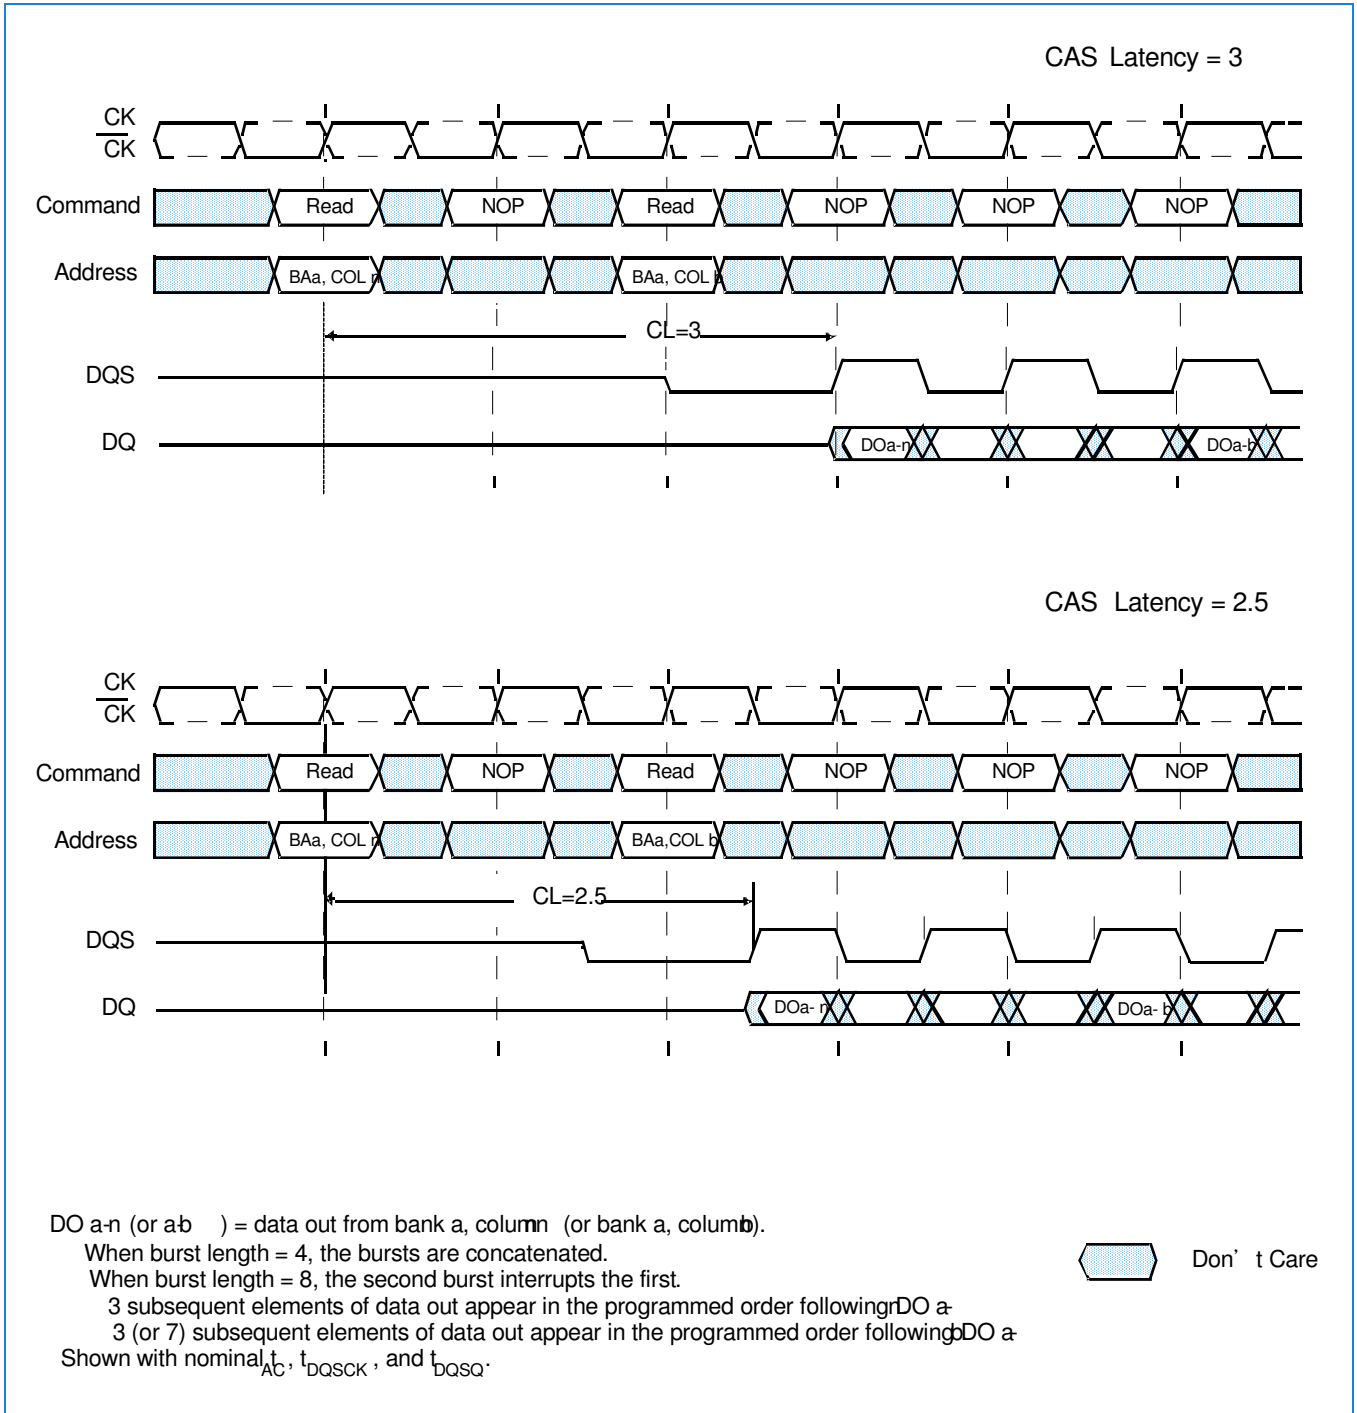 CAS Latency = 3
CK
CK
Command Read NOP Read NOP NOP NOP
Address BAa, COL n BAa, COL b
CL=3
DQS
DQ DOa-n DOa-b
CAS Latency = 2.5
CK
CK
Command Read NOP Read NOP NOP NOP
Address BAa, COL n BAa,COL b
CL=2.5
DQS
DQ DOa- n DOa- b
DO a-n (or a-b ) = data out from bank a, column n (or bank a, column b).
When burst length = 4, the bursts are concatenated.
When burst length = 8, the second burst interrupts the first.
3 subsequent elements of data out appear in the programmed order following DO a-n
3 (or 7) subsequent elements of data out appear in the programmed order following DO a-b
Shown with nominal tAC, tDQSCK, and tDQSQ.
Don' t Care